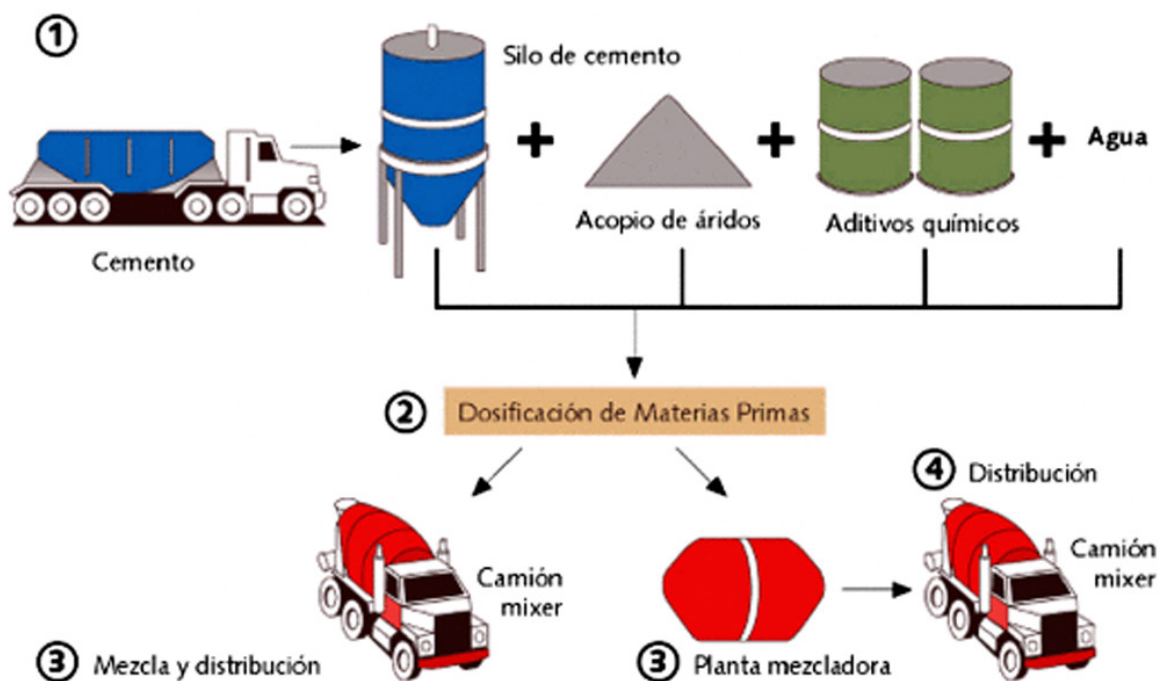 1
Silo de cemento
Agua
Cemento
Acopio de áridos
Aditivos químicos
2 Dosificación de Materias Primas
4 Distribución
Camión
mixer
Camión
mixer
3 Mezcla y distribución
3 Planta mezcladora